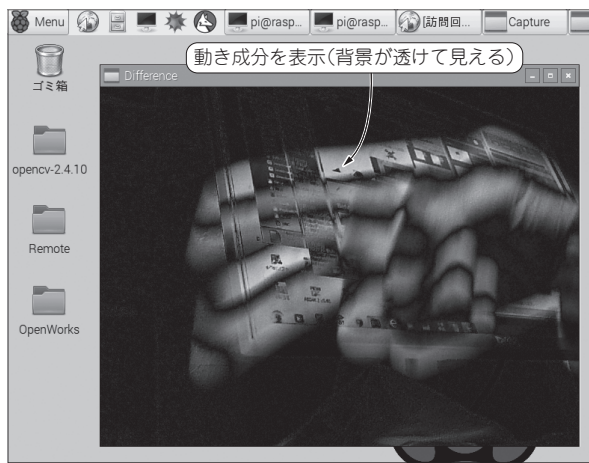 Menu
pi@rasp...
pi@rasp...
[訪問回...
Capture
動き成分を表示(背景が透けて見える)
ゴミ箱
Difference
opencv-2.4.10
Remote
OpenWorks